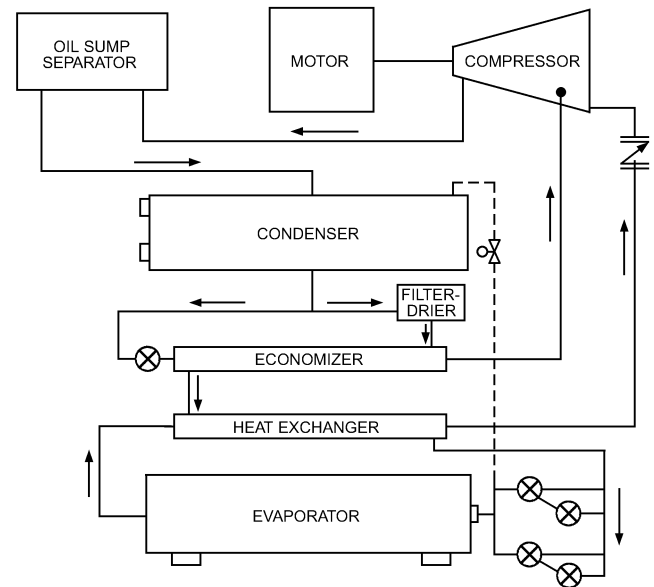 OIL SUMP
SEPARATOR
MOTOR
COMPRESSOR
CONDENSER
FILTER-
DRIER
ECONOMIZER
HEAT EXCHANGER
EVAPORATOR